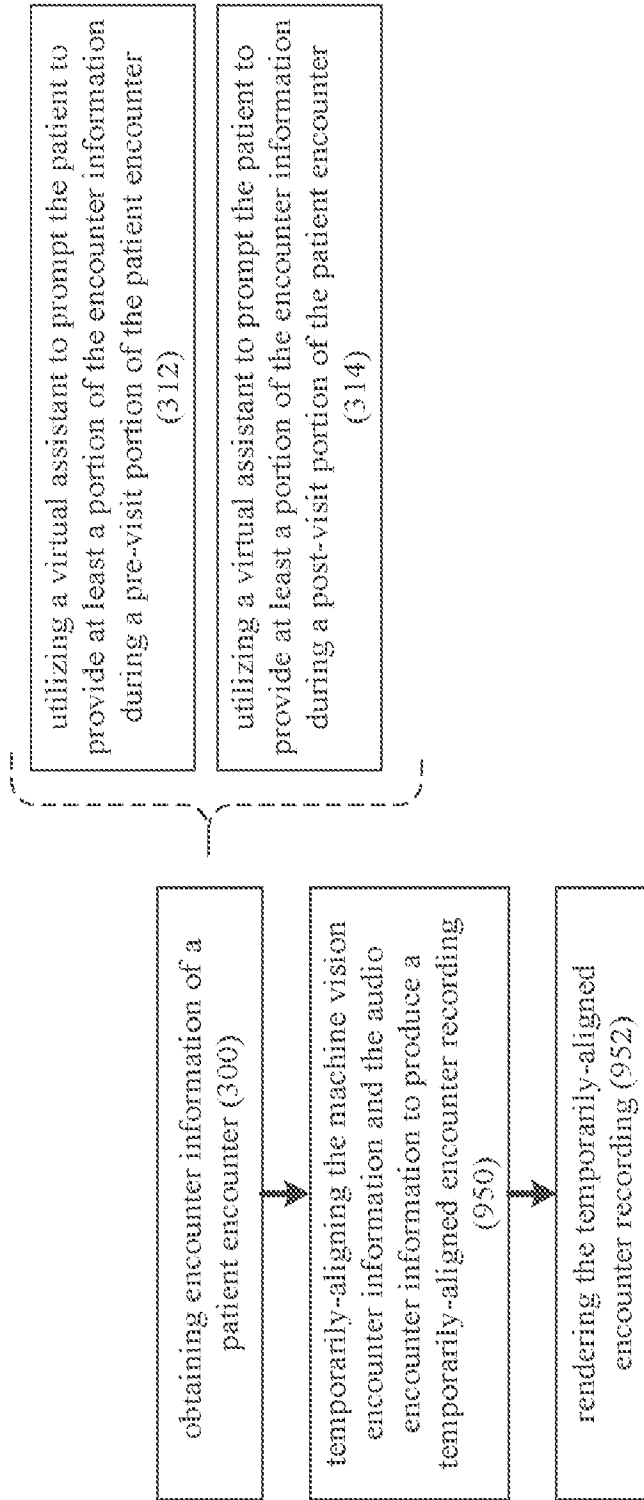 obtaining encounter information of a
patient encounter (300)
temporarily-aligning the machine vision
encounter information and the audio
encounter information to produce a
temporarily-aligned encounter recording
(950)
rendering the temporarily-aligned
encounter recording (952)
utilizing a virtual assistant to prompt the patient to
provide at least a portion of the encounter information
during a pre-visit portion of the patient encounter
(312)
utilizing a virtual assistant to prompt the patient to
provide at least a portion of the encounter information
during a post-visit portion of the patient encounter
(314)